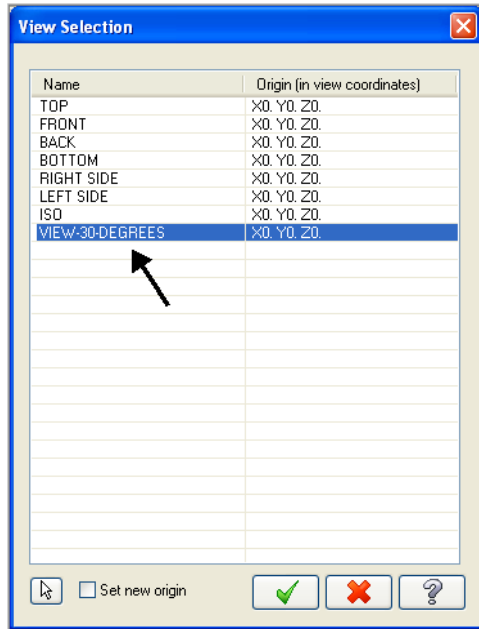 View Selection
Name Origin (in view coordinates)
TOP X0. Y0. Z0.
FRONT X0. Y0. Z0.
BACK X0. Y0. Z0.
BOTTOM X0. Y0. Z0.
RIGHT SIDE X0. Y0. Z0.
LEFT SIDE X0. Y0. Z0.
ISO X0. Y0. Z0.
VIEW-30-DEGREES X0. Y0. Z0.
Set new origin